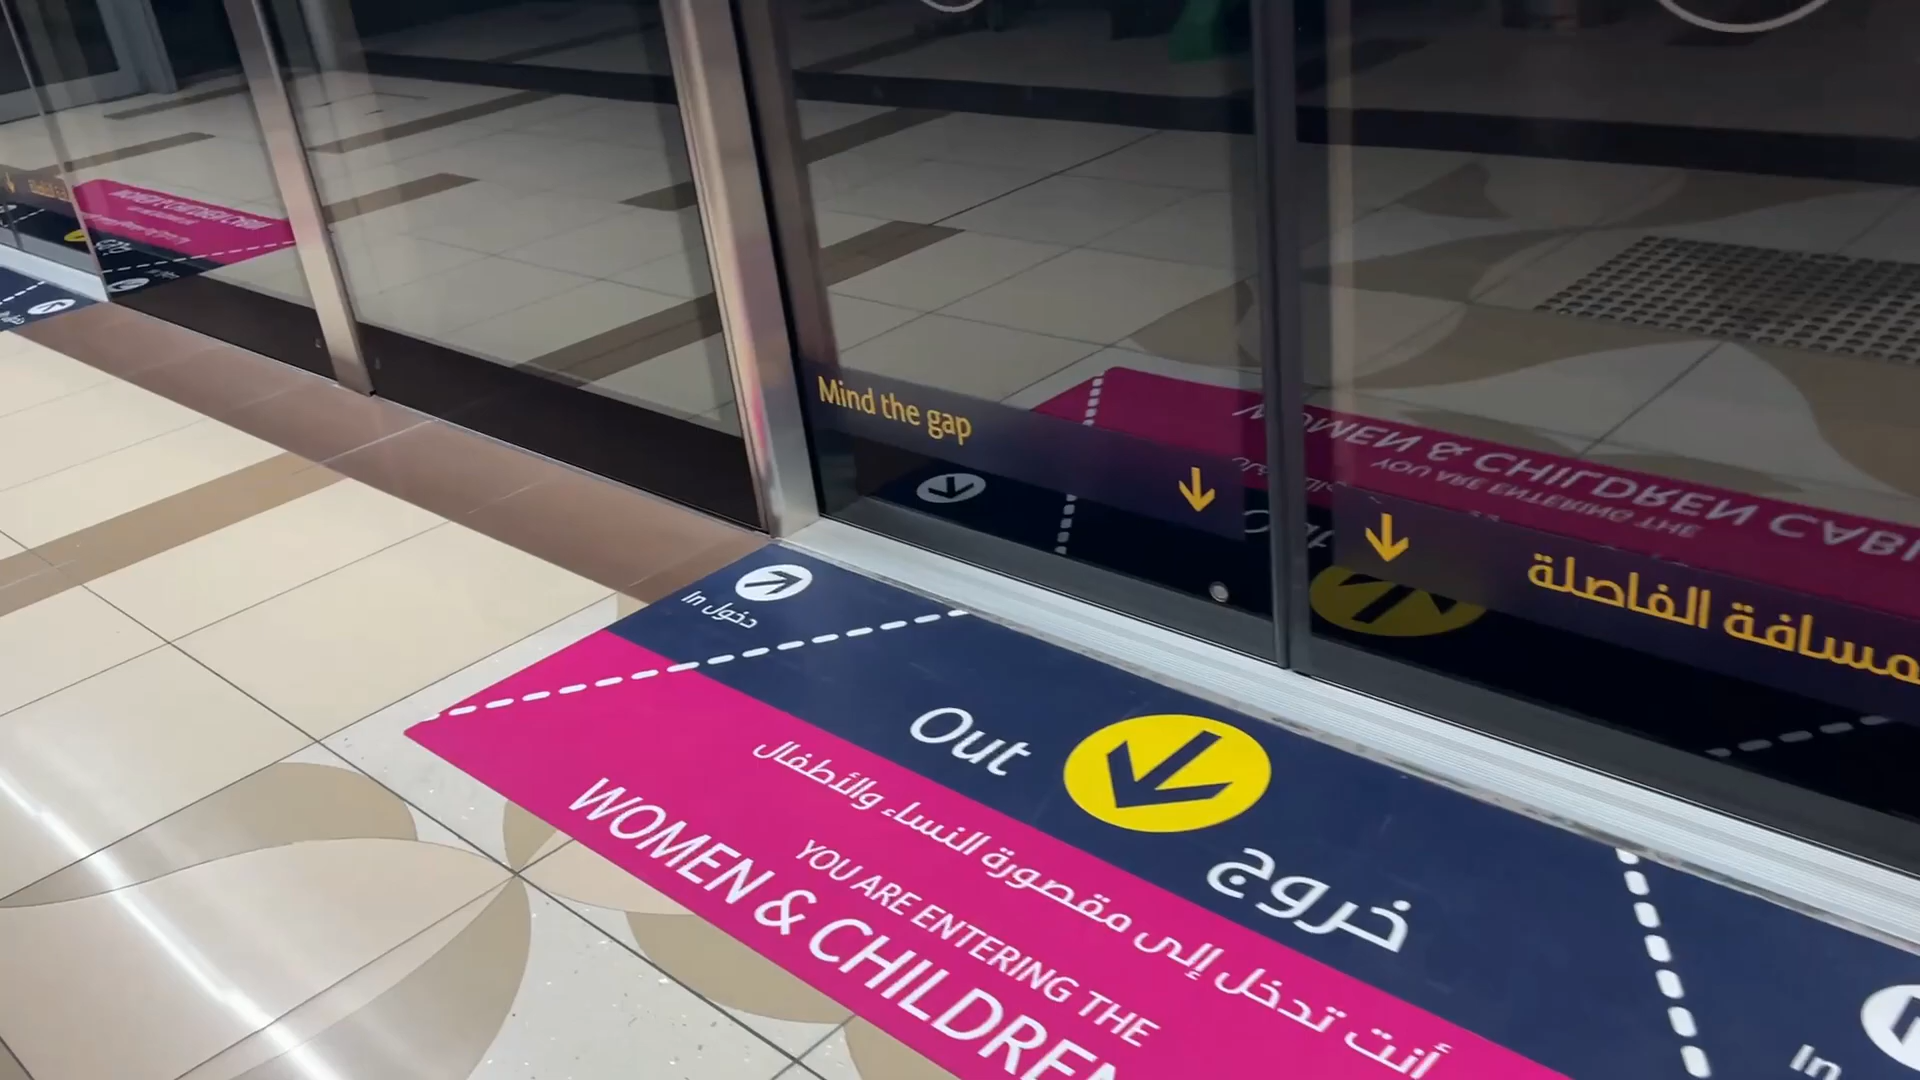 Mind the gap
مسافة الفاصلة
In دخول
Out
خروج
أنت تدخل إلى مقصورة النساء والأطفال
YOU ARE ENTERING THE
WOMEN & CHILDREN
In